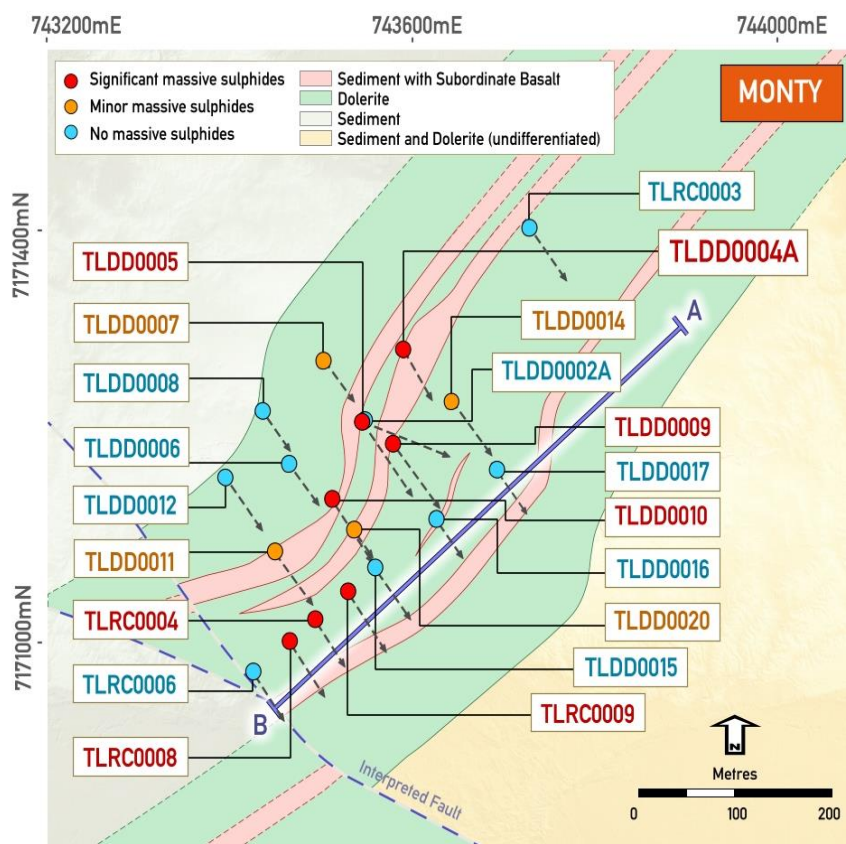 743200mE
743600mE
744000mE
Significant massive sulphides
Minor massive sulphides
No massive sulphides
Sediment with Subordinate Basalt
Dolerite
Sediment
Sediment and Dolerite (undifferentiated)
MONTY
7171400mN
7171000mN
TLRC0003
TLDD0005
TLDD0004A
TLDD0007
TLDD0014
TLDD0008
TLDD0002A
TLDD0009
TLDD0006
TLDD0017
TLDD0012
TLDD0010
TLDD0011
TLDD0016
TLRC0004
TLDD0020
TLRC0006
TLDD0015
TLRC0009
TLRC0008
A
B
Interpreted Fault
N
Metres
0 100 200